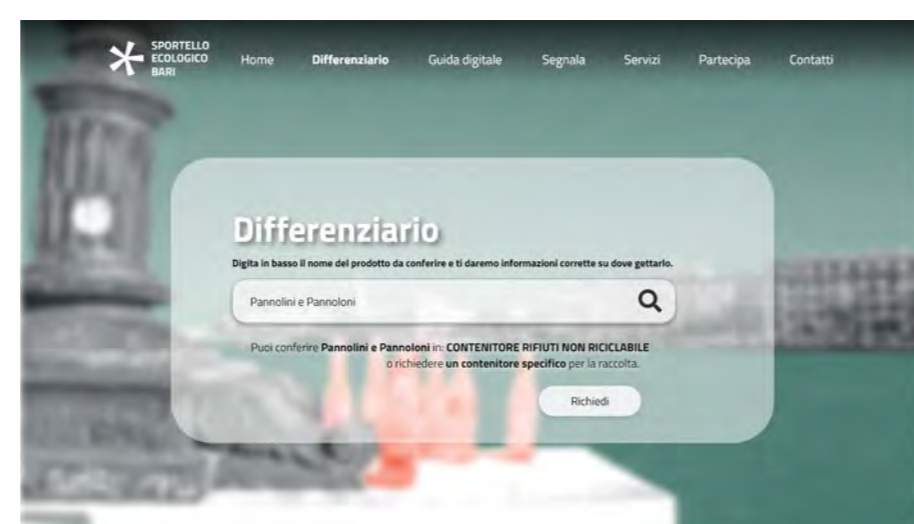 SPORTELLO
ECOLOGICO
BARI
Home Differenziario Guida digitale Segnala Servizi Partecipa Contatti
Differenziario
Digita in basso il nome del prodotto da conferire e ti daremo informazioni corrette su dove gettarlo.
Pannolini e Pannoloni
Puoi conferire Pannolini e Pannoloni in: CONTENITORE RIFIUTI NON RICICLABILE
o richiedere un contenitore specifico per la raccolta.
Richiedi